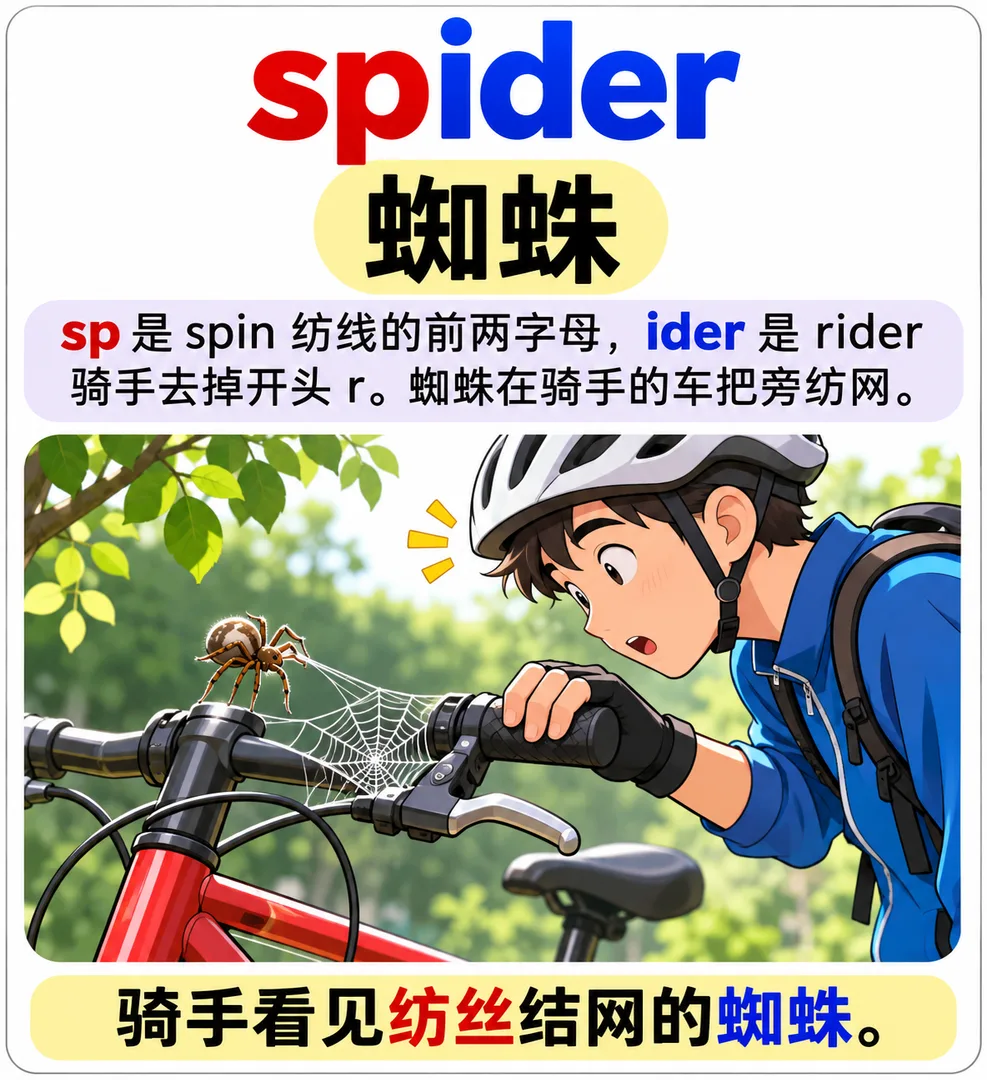 spider
蜘蛛
sp 是 spin 纺线的前两字母，ider 是 rider
骑手去掉开头 r。蜘蛛在骑手的车把旁纺网。
骑手看见纺丝结网的蜘蛛。